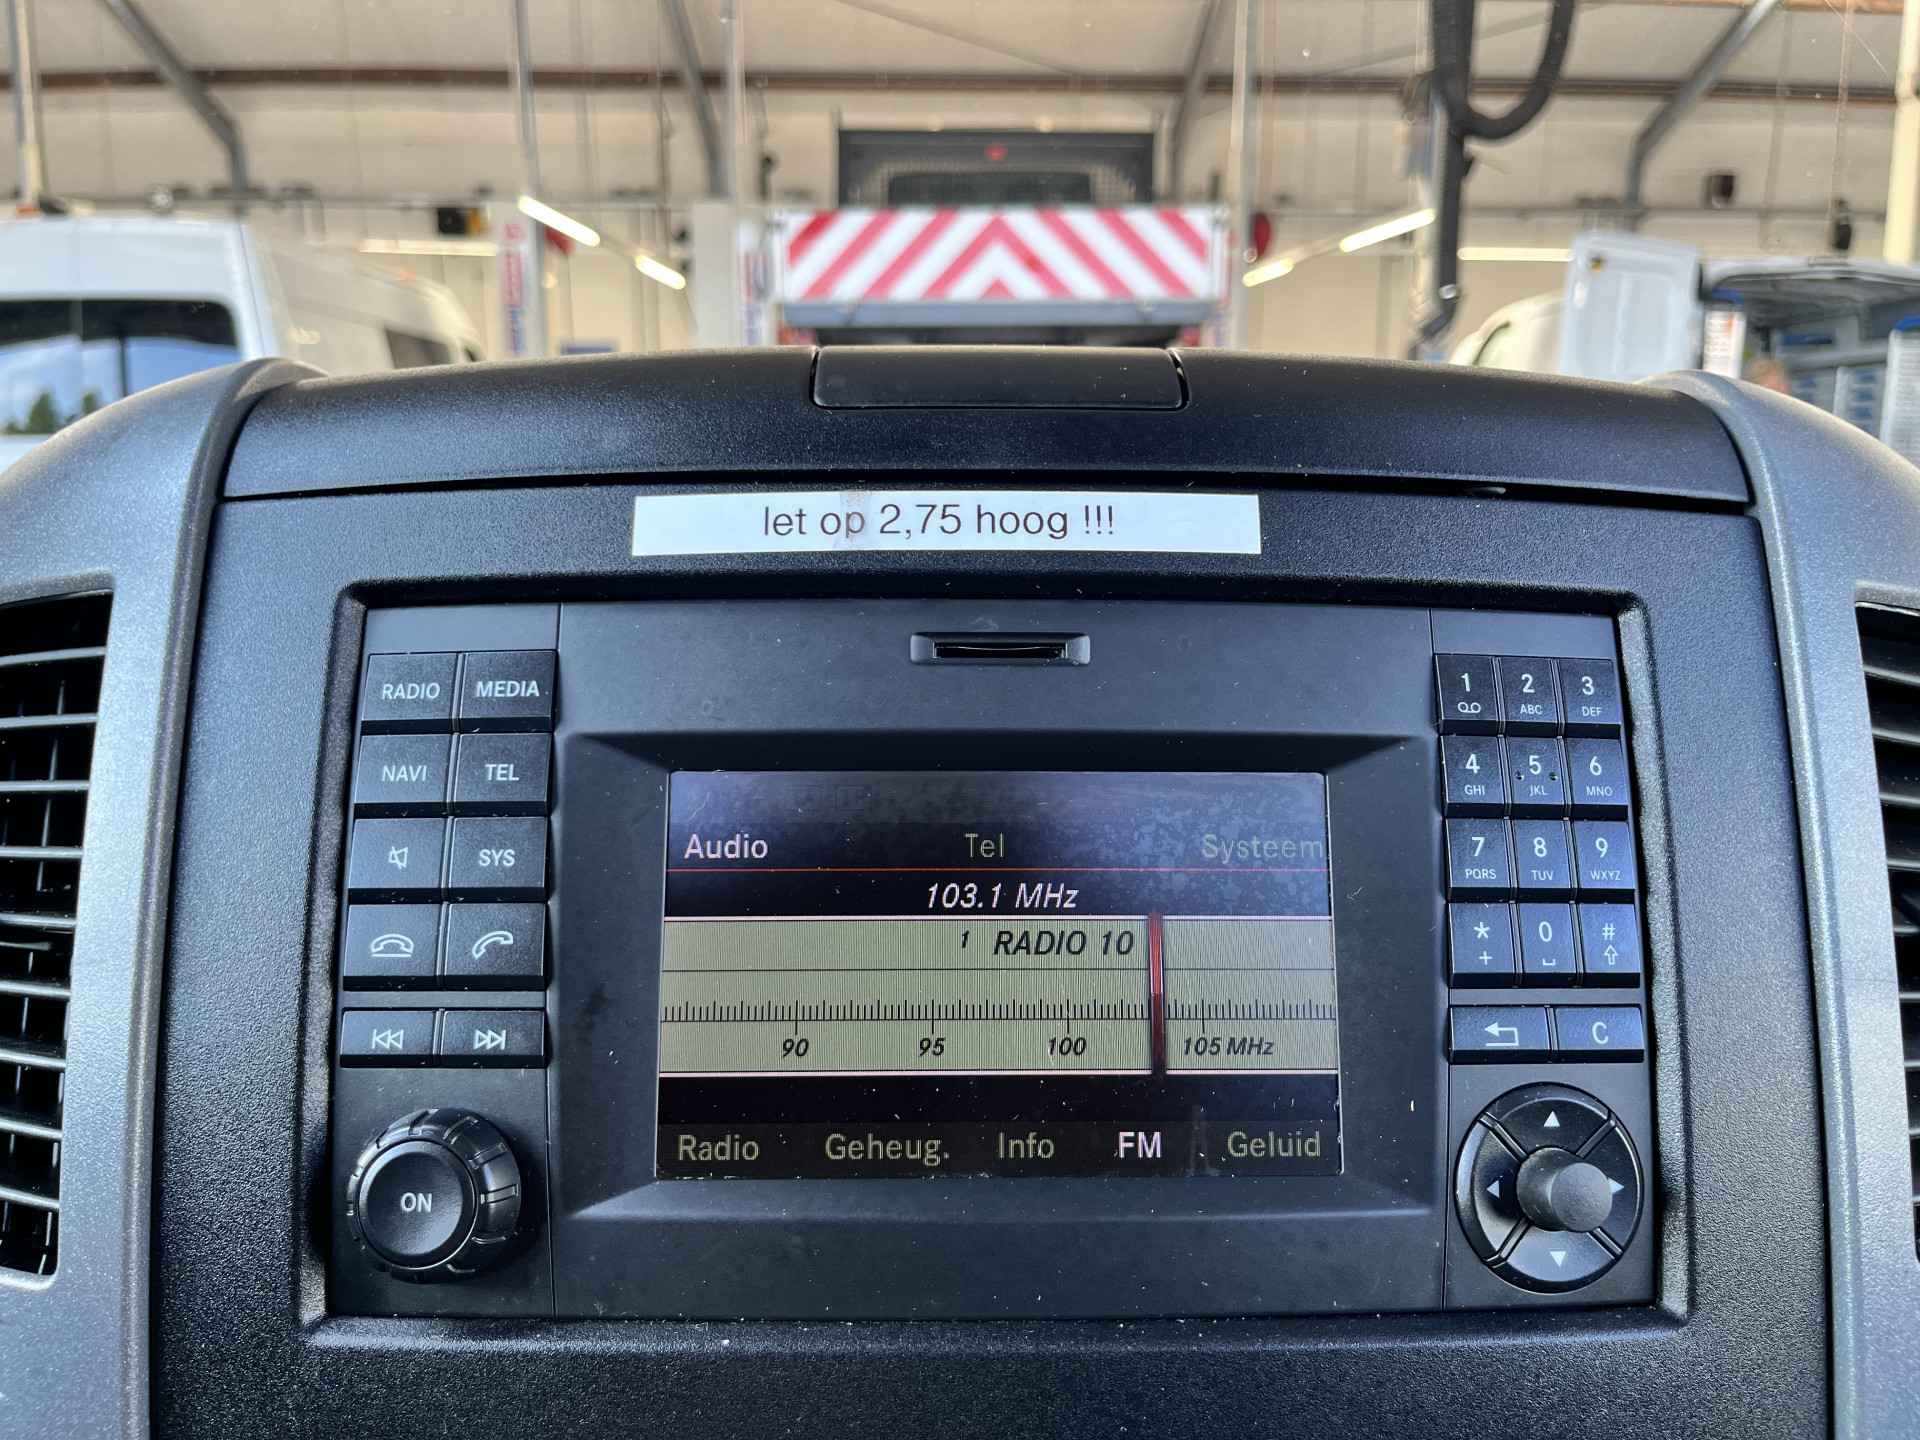 let op 2,75 hoog !!!
RADIO MEDIA
NAVI TEL
SYS
ON
Audio Tel Systeem
103.1 MHz
1 RADIO 10
90 95 100 105 MHz
Radio Geheug. Info FM Geluid
1 2 ABC 3 DEF
4 GHI 5 JKL 6 MNO
7 PQRS 8 TUV 9 WXYZ
* + 0 #
C